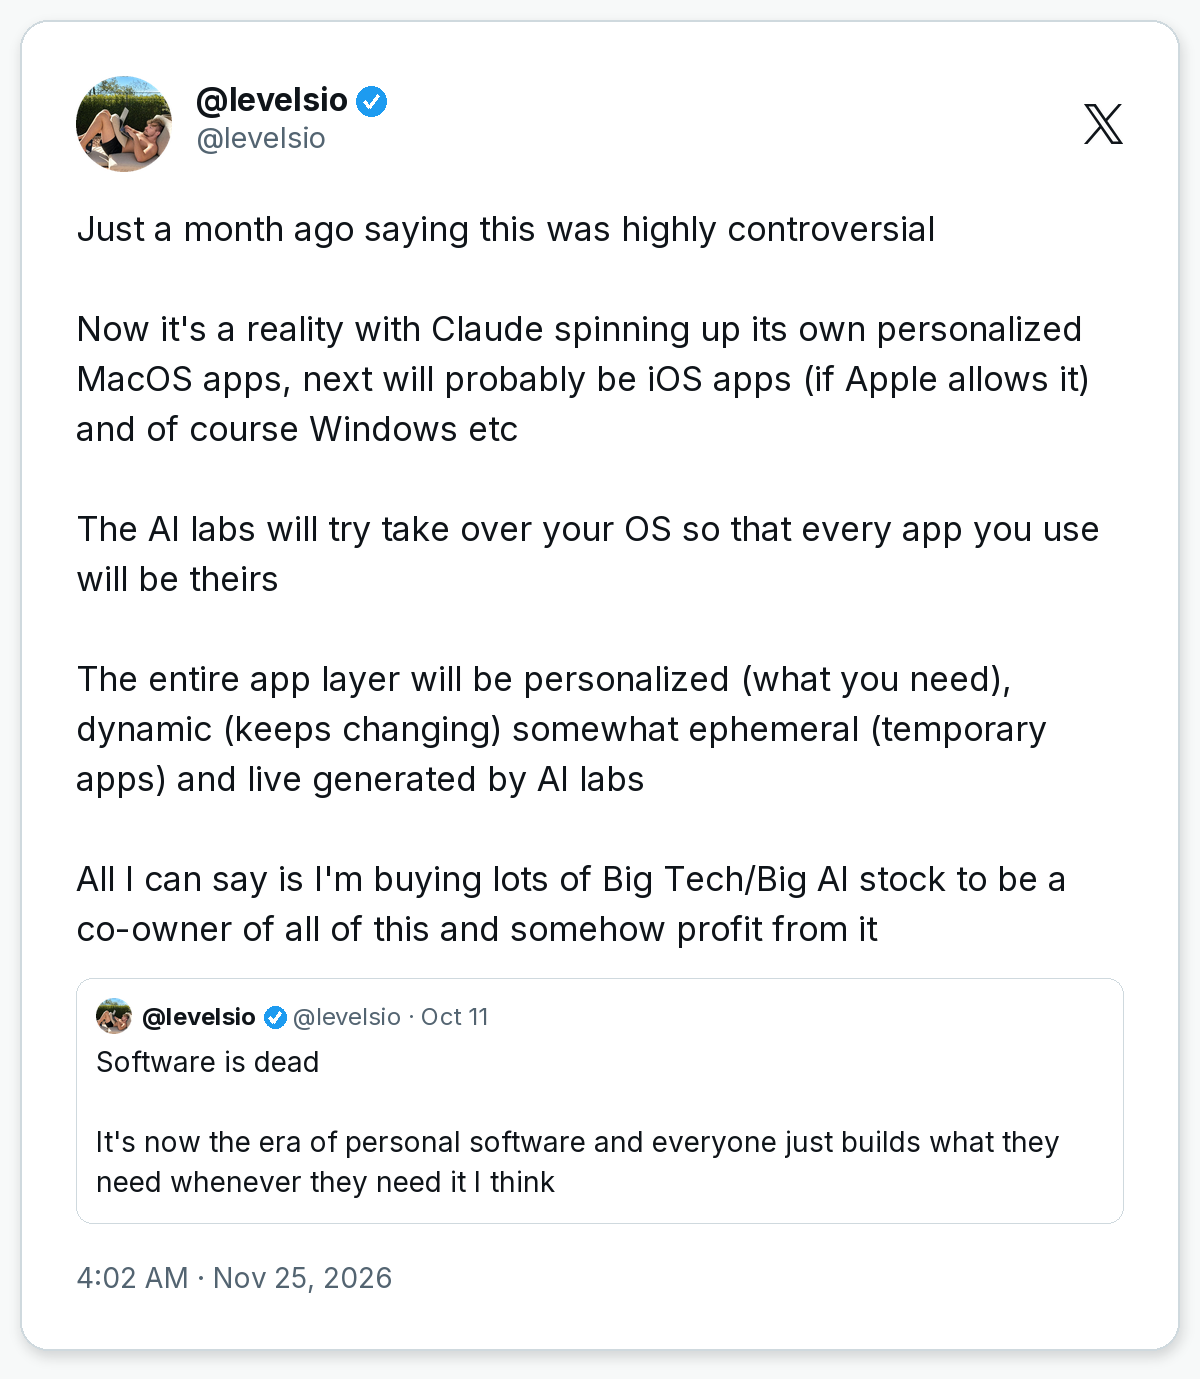 @levelsio
@levelsio
Just a month ago saying this was highly controversial
Now it's a reality with Claude spinning up its own personalized
MacOS apps, next will probably be iOS apps (if Apple allows it)
and of course Windows etc
The AI labs will try take over your OS so that every app you use
will be theirs
The entire app layer will be personalized (what you need),
dynamic (keeps changing) somewhat ephemeral (temporary
apps) and live generated by AI labs
All I can say is I'm buying lots of Big Tech/Big AI stock to be a
co-owner of all of this and somehow profit from it
@levelsio @levelsio · Oct 11
Software is dead
It's now the era of personal software and everyone just builds what they
need whenever they need it I think
4:02 AM · Nov 25, 2026